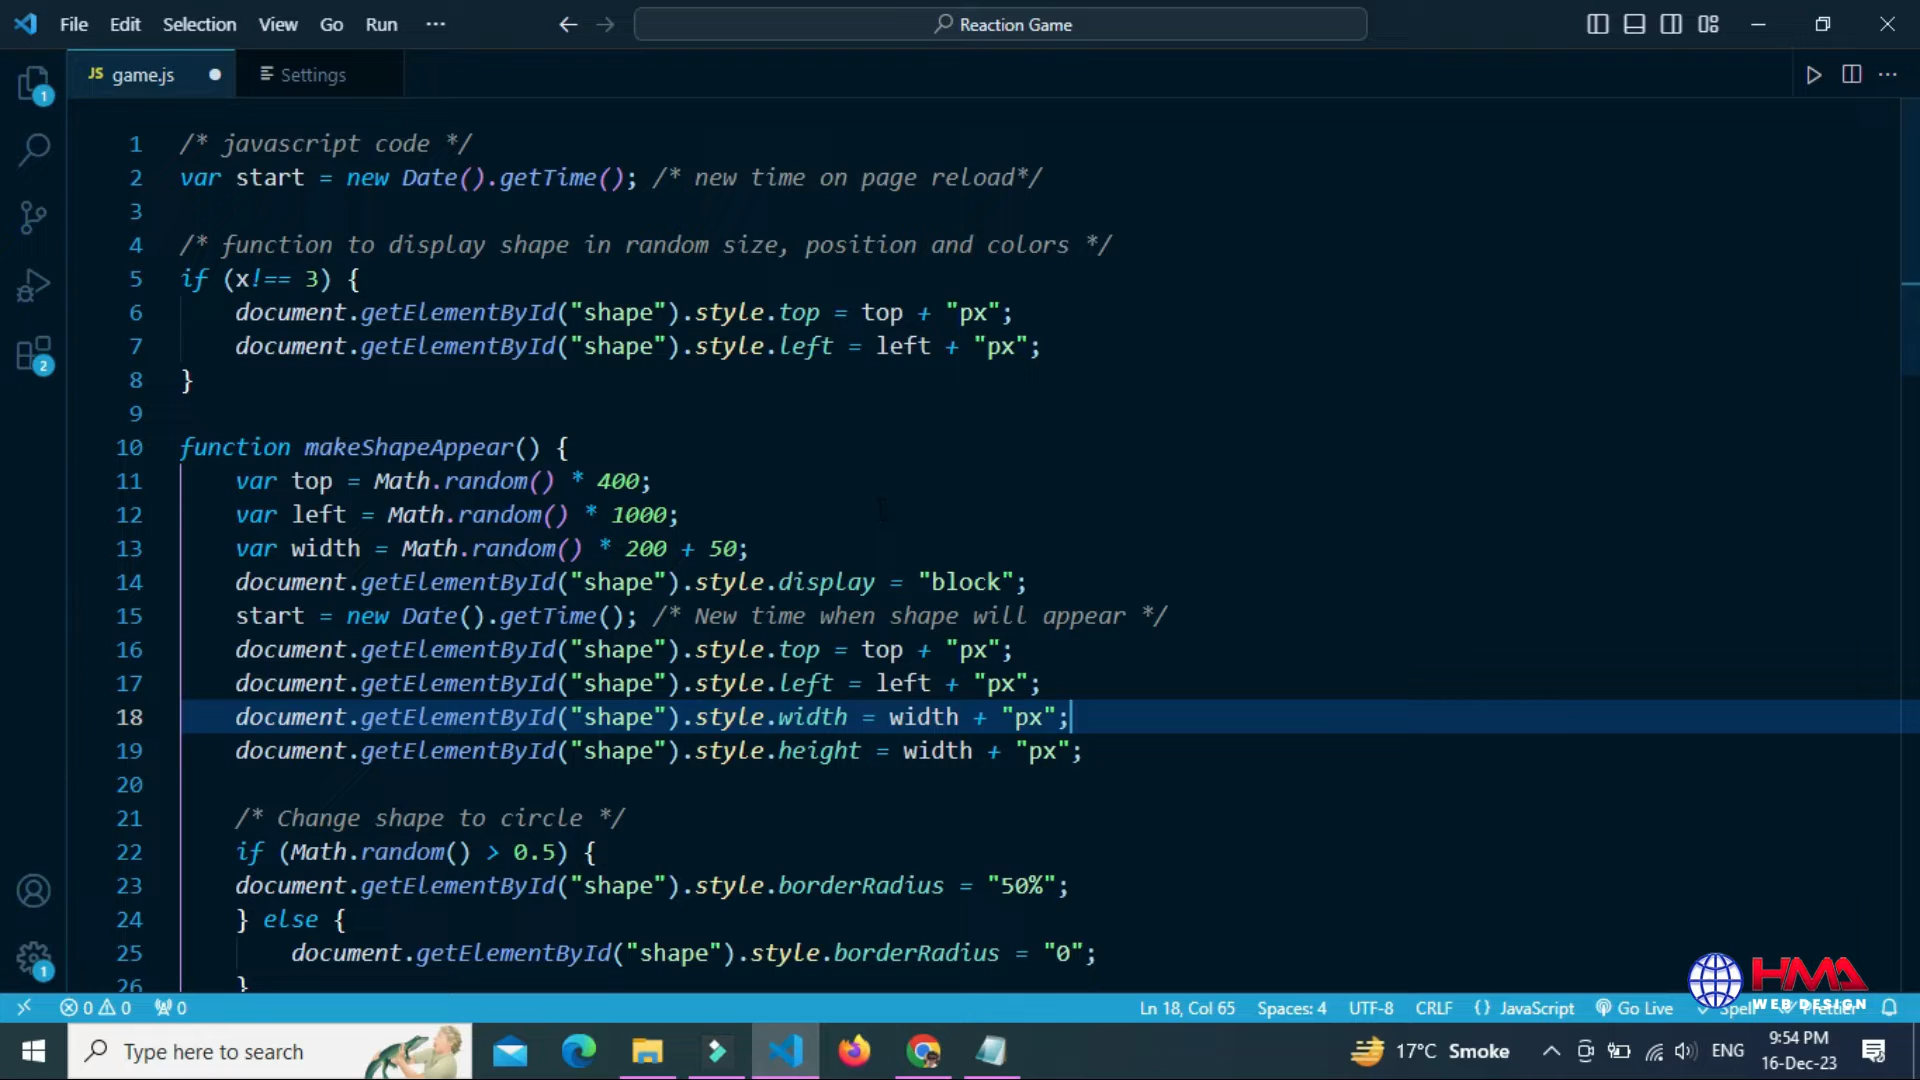 File Edit Selection View Go Run ··· Reaction Game
JS game.js Settings
1 /* javascript code */
2 var start = new Date().getTime(); /* new time on page reload*/
3
4 /* function to display shape in random size, position and colors */
5 if (x!== 3) {
6 document.getElementById("shape").style.top = top + "px";
7 document.getElementById("shape").style.left = left + "px";
8 }
9
10 function makeShapeAppear() {
11 var top = Math.random() * 400;
12 var left = Math.random() * 1000;
13 var width = Math.random() * 200 + 50;
14 document.getElementById("shape").style.display = "block";
15 start = new Date().getTime(); /* New time when shape will appear */
16 document.getElementById("shape").style.top = top + "px";
17 document.getElementById("shape").style.left = left + "px";
18 document.getElementById("shape").style.width = width + "px";
19 document.getElementById("shape").style.height = width + "px";
20
21 /* Change shape to circle */
22 if (Math.random() > 0.5) {
23 document.getElementById("shape").style.borderRadius = "50%";
24 } else {
25 document.getElementById("shape").style.borderRadius = "0";
26 }
1
2
1
HMA
WEB DESIGN
0 0 0 Ln 18, Col 65 Spaces: 4 UTF-8 CRLF {} JavaScript Go Live Spell Prettier
Type here to search 17°C Smoke ENG 9:54 PM
16-Dec-23